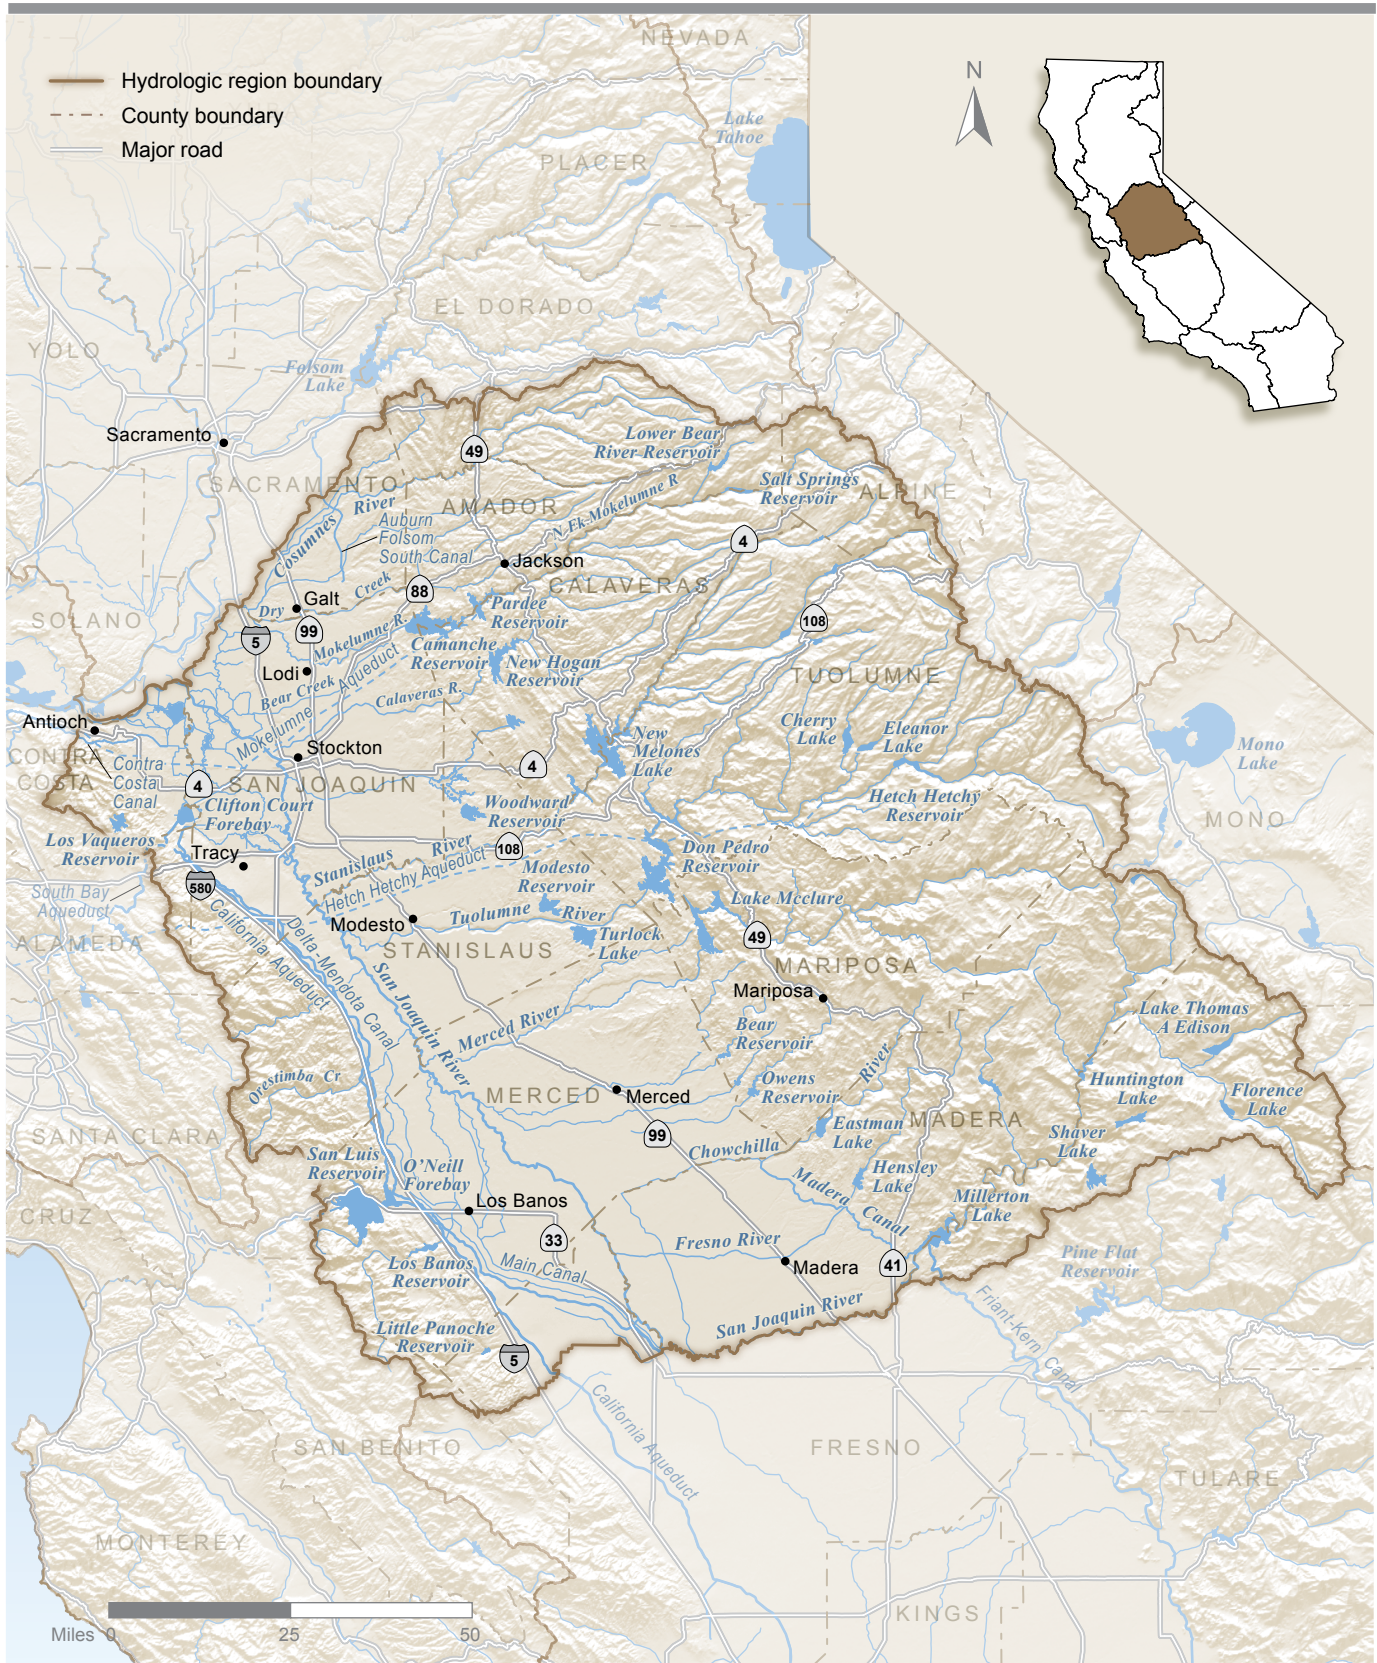 NEVADA
Hydrologic region boundary
County boundary
Major road
N
Lake
Tahoe
PLACER
EL DORADO
YOLO
Folsom
Lake
Sacramento
Lower Bear
River Reservoir
49
SACRAMENTO
Salt Springs
Reservoir
ALPINE
AMADOR
Cosumnes River
N Fk Mokelumne R
Auburn
Folsom
South Canal
4
Jackson
CALAVERAS
Dry Creek
88
Galt
SOLANO
Pardee
Reservoir
5
99
Mokelumne R.
108
Camanche
Reservoir
New Hogan
Reservoir
Lodi
TUOLUMNE
Bear Creek
Mokelumne Aqueduct
Calaveras R.
Antioch
Cherry
Lake
Eleanor
Lake
New
Melones
Lake
Mono
Lake
Stockton
CONTRA
COSTA
Contra
Costa
Canal
4
SAN JOAQUIN
4
Clifton Court
Forebay
Woodward
Reservoir
Hetch Hetchy
Reservoir
MONO
Los Vaqueros
Reservoir
Tracy
Stanislaus River
108
Don Pedro
Reservoir
580
Hetch Hetchy Aqueduct
Modesto
Reservoir
South Bay
Aqueduct
California Aqueduct
Delta-Mendota Canal
Modesto
Tuolumne River
Lake Mcclure
Turlock
Lake
49
ALAMEDA
STANISLAUS
MARIPOSA
San Joaquin River
Mariposa
Merced River
Bear
Reservoir
Lake Thomas
A Edison
Orestimba Cr
MERCED
Merced
Owens
Reservoir
River
Huntington
Lake
Florence
Lake
SANTA CLARA
99
Eastman
Lake
MADERA
Chowchilla
Shaver
Lake
San Luis
Reservoir
O'Neill
Forebay
Hensley
Lake
Madera Canal
Millerton
Lake
Los Banos
CRUZ
33
Fresno River
Main Canal
Los Banos
Reservoir
Madera
41
Pine Flat
Reservoir
San Joaquin River
Friant-Kern Canal
Little Panoche
Reservoir
5
California Aqueduct
SAN BENITO
FRESNO
TULARE
MONTEREY
KINGS
Miles 0 25 50